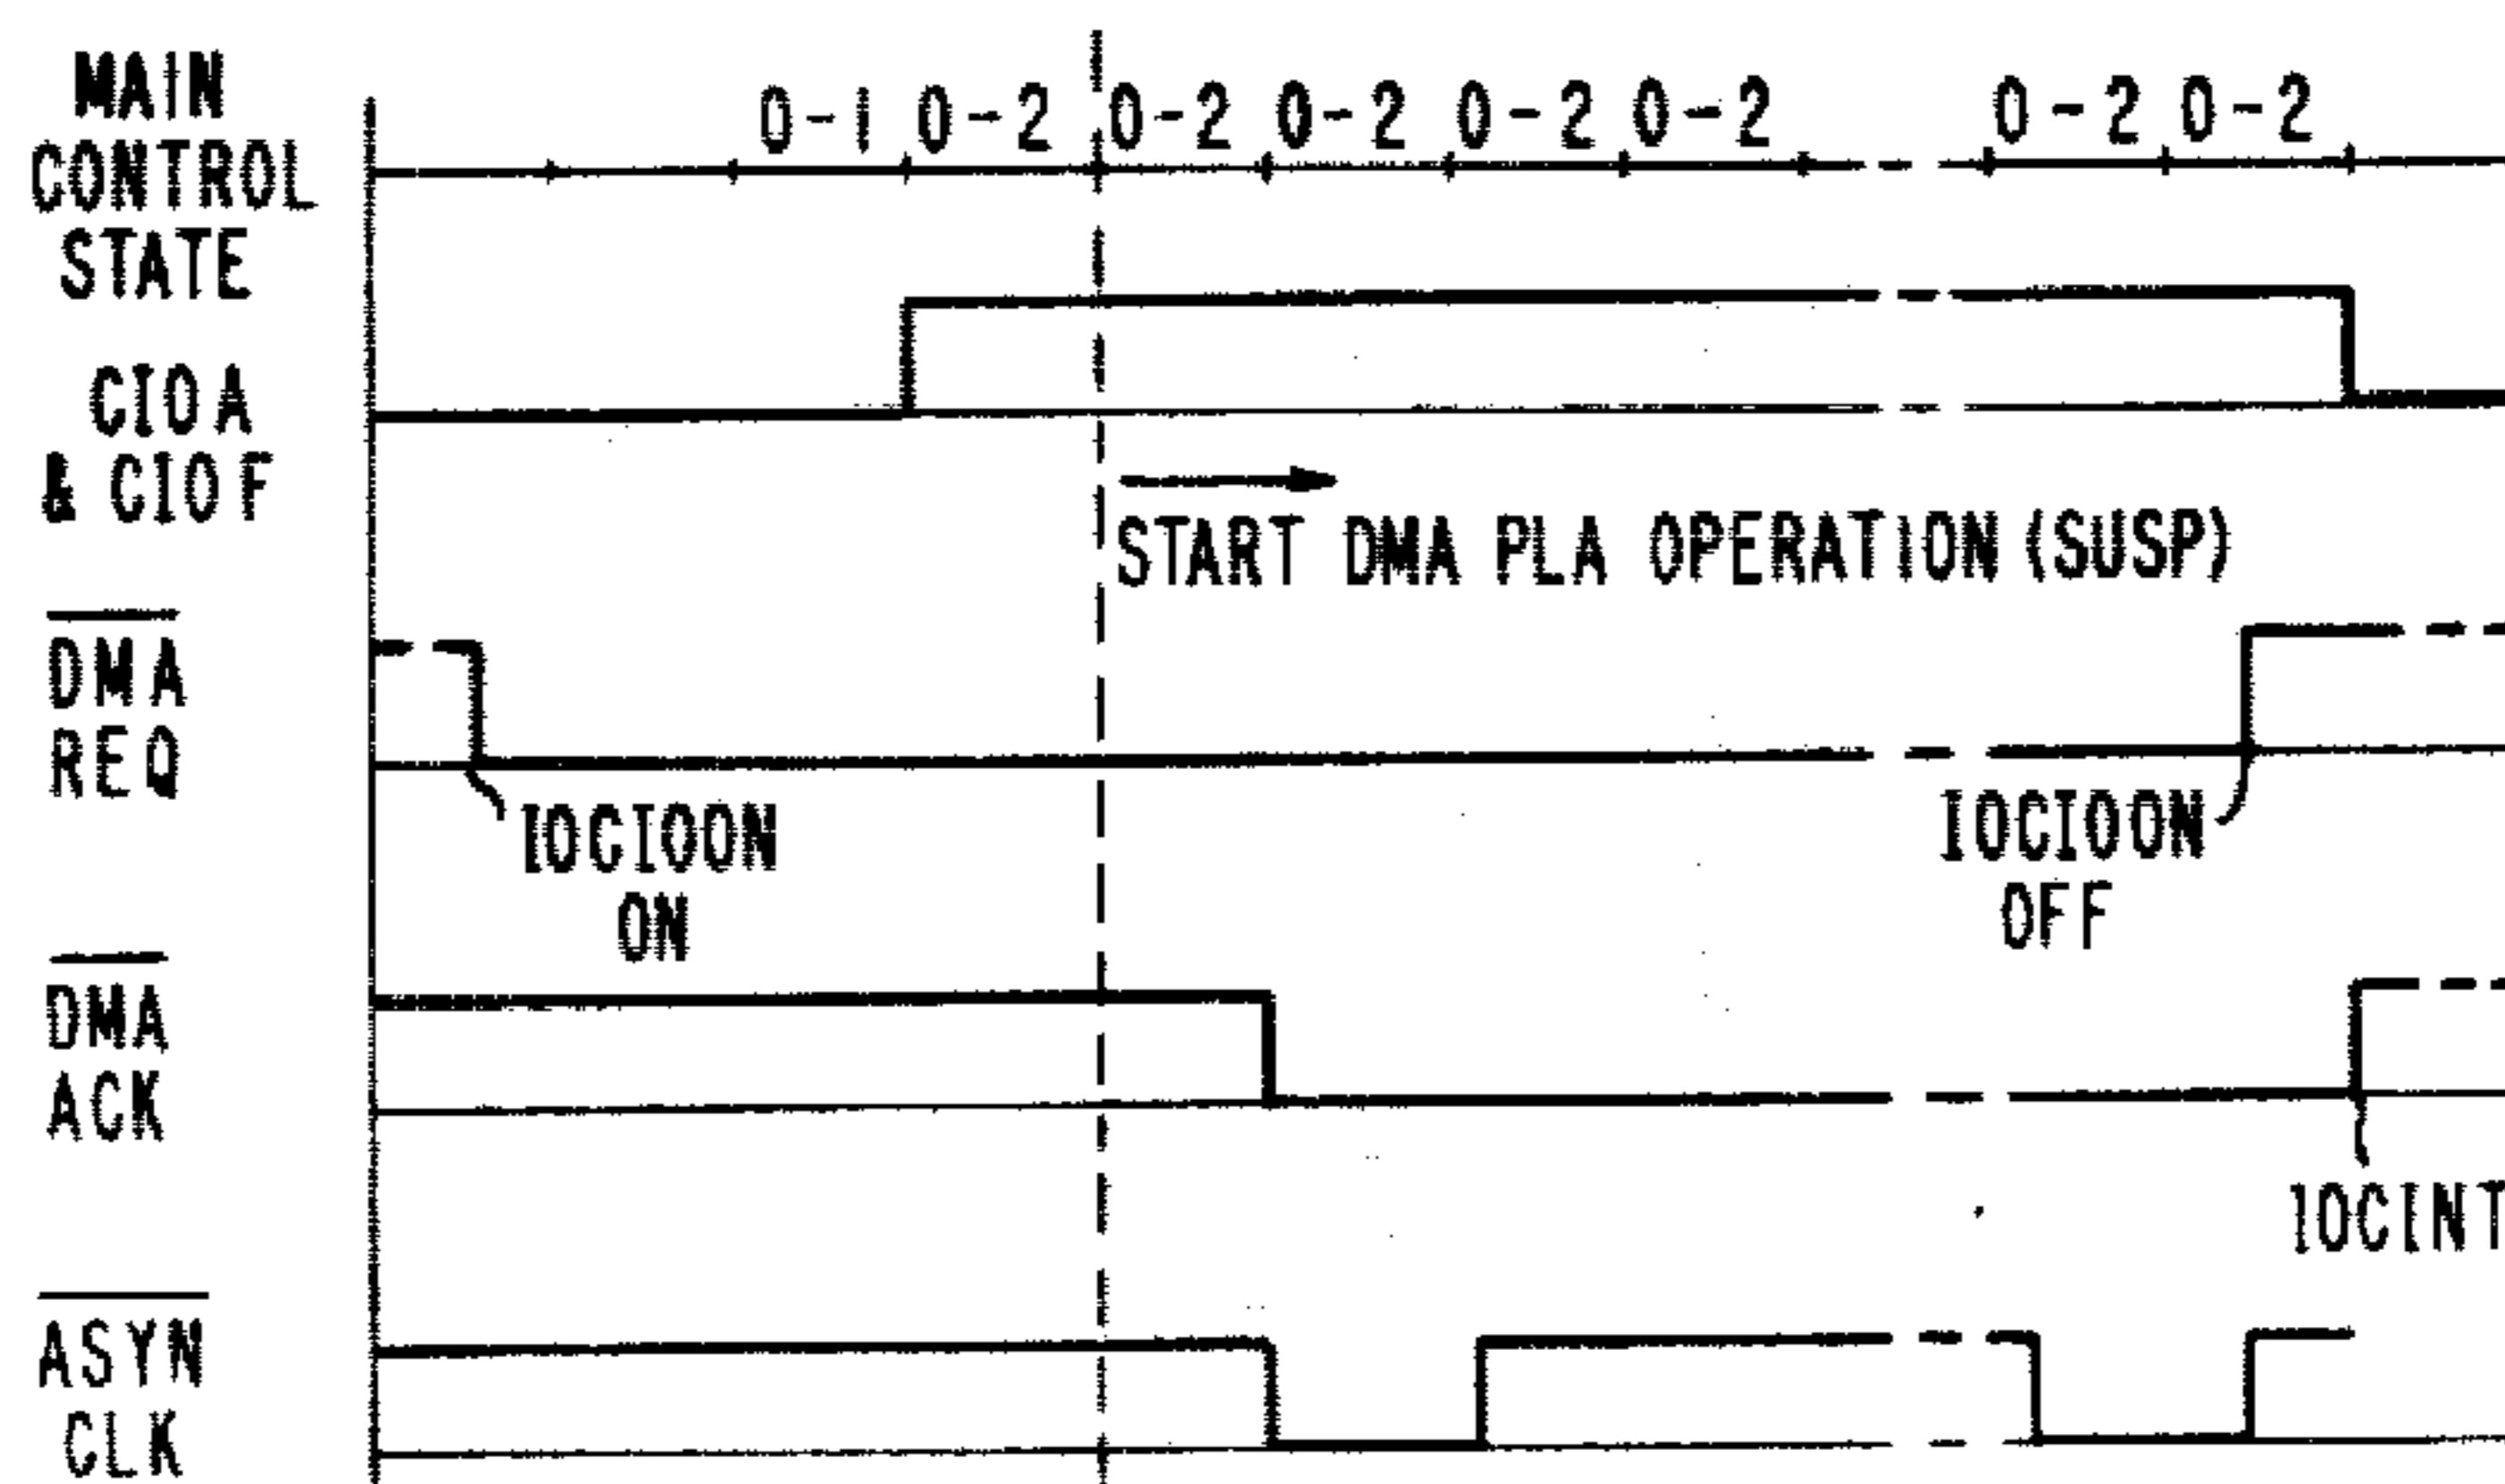 MAIN
CONTROL
STATE
0-1 0-2 0-2 0-2 0-2 0-2 0-2 0-2
CIOA
& CIOF
START DMA PLA OPERATION (SUSP)
DMA
REQ
IOCIOON
ON
IOCIOON
OFF
DMA
ACK
IOCINT
ASYN
CLK